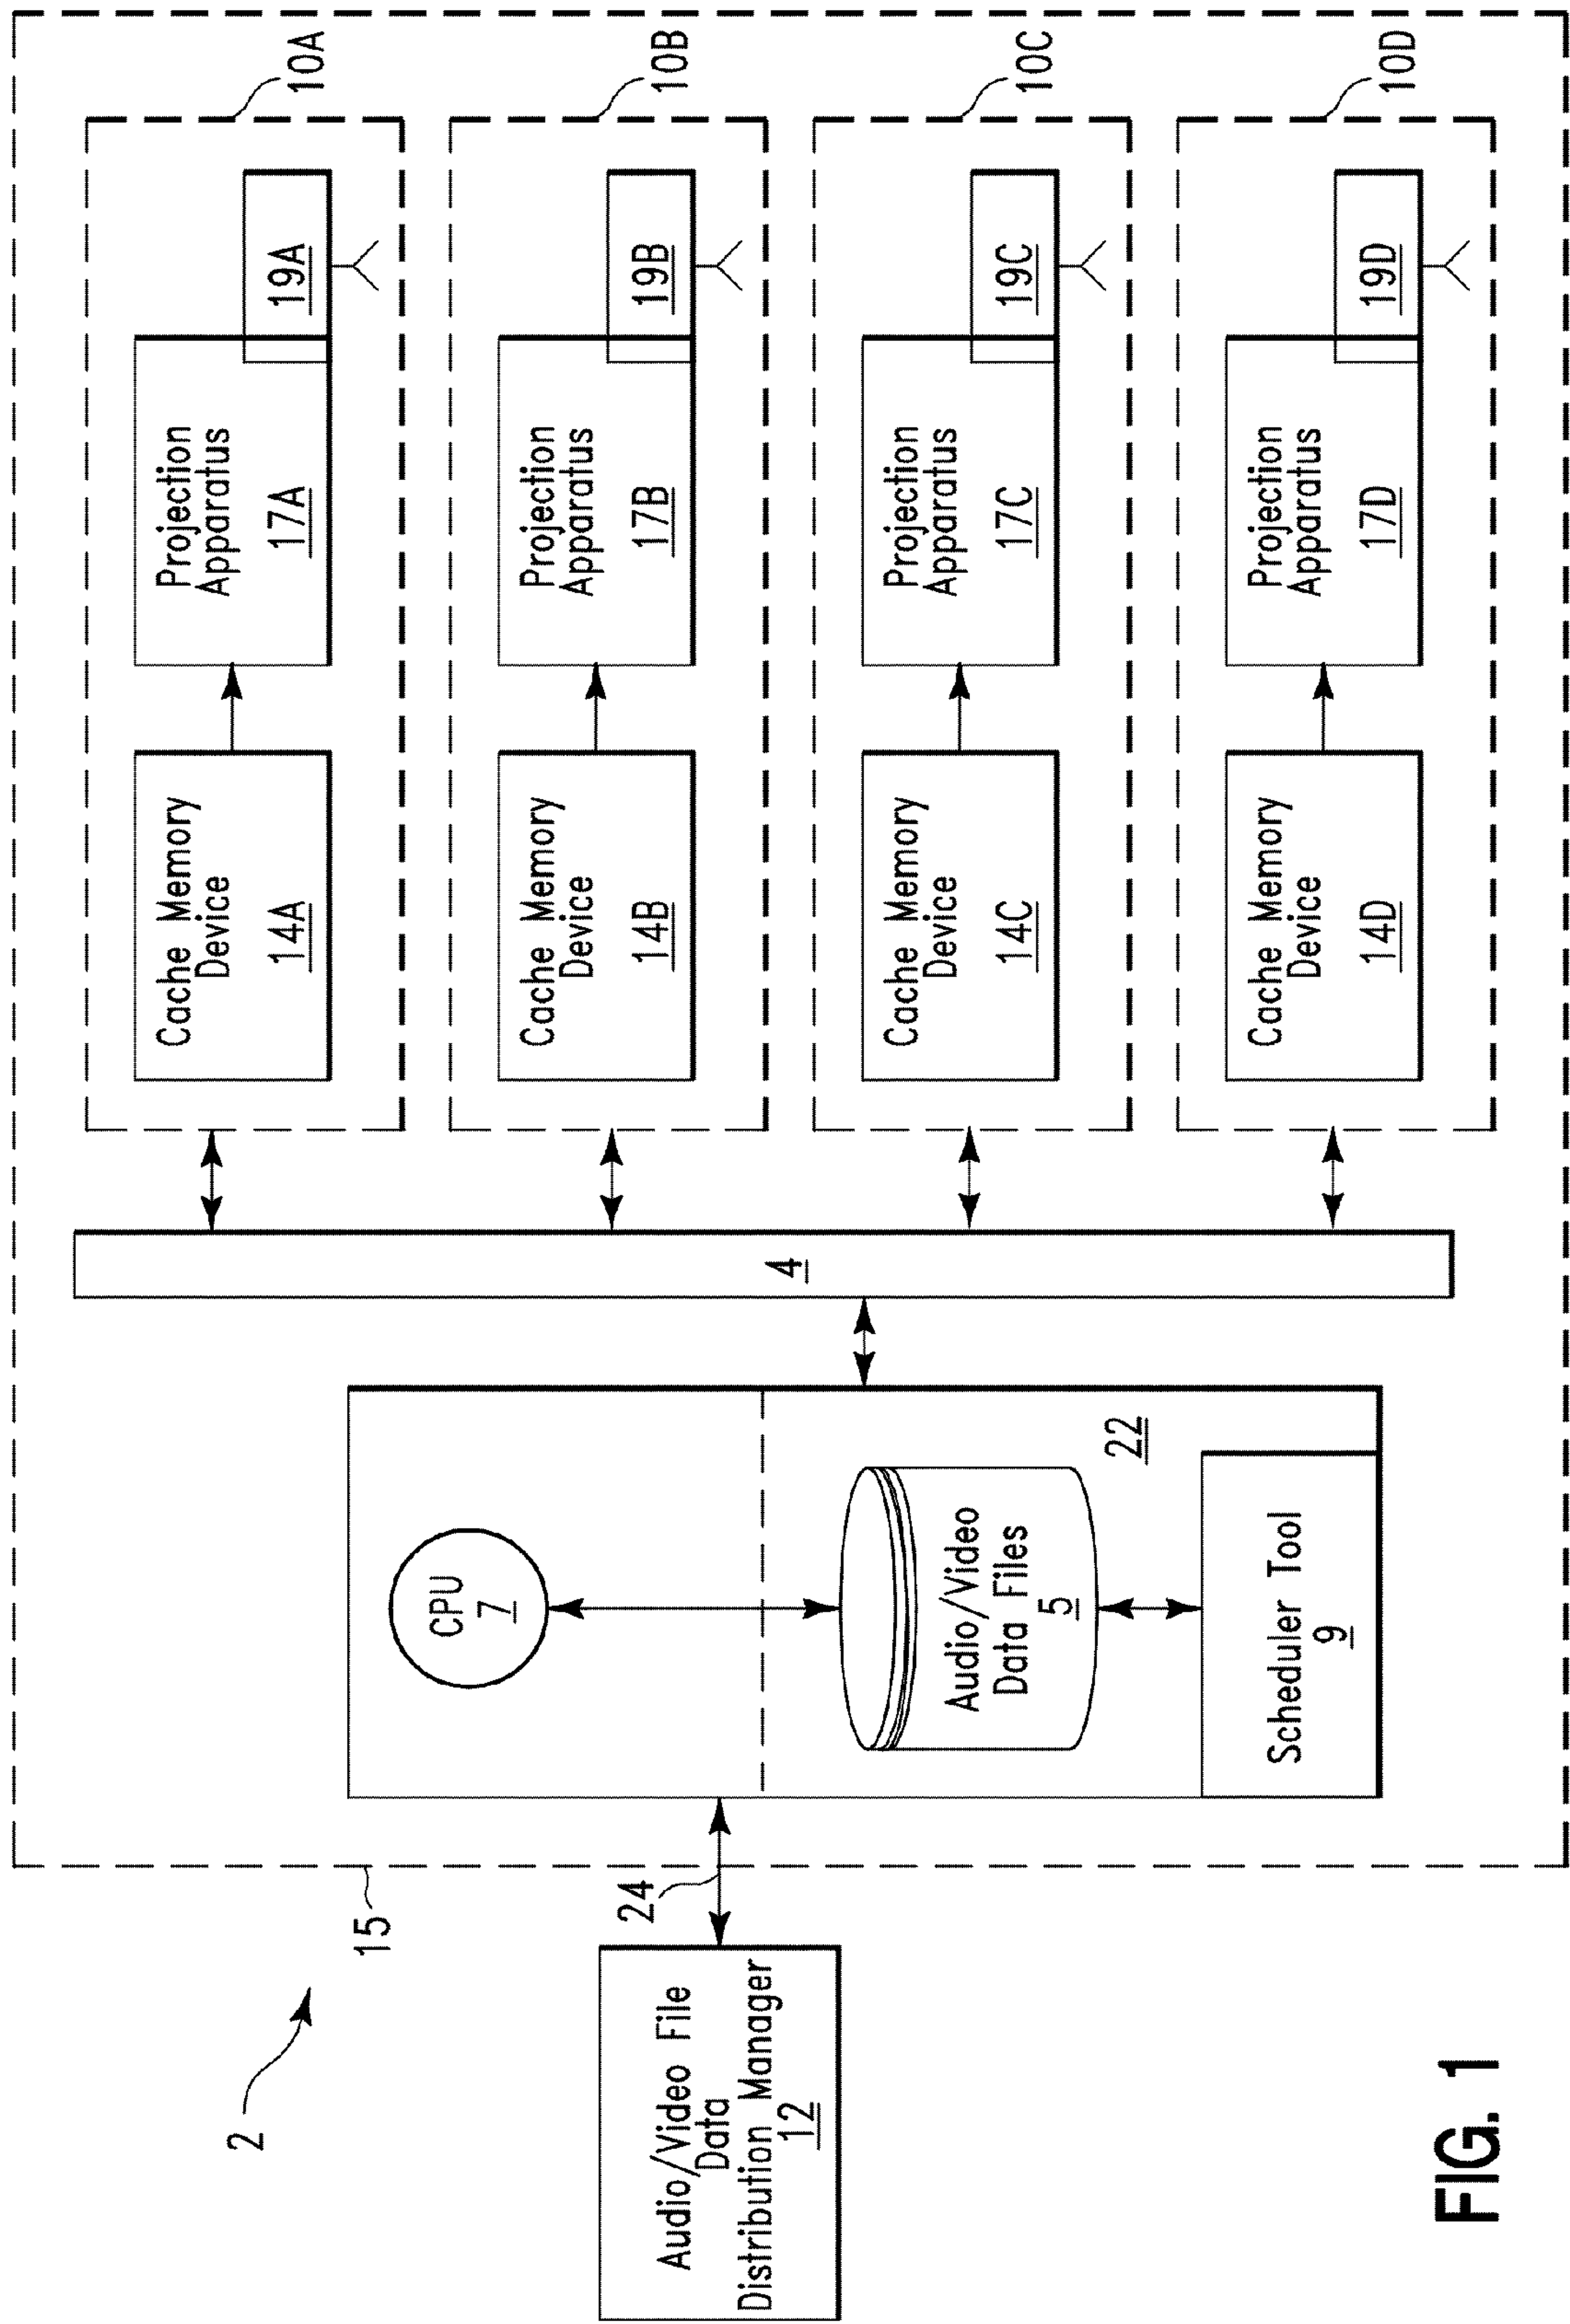 2
15
24
Audio/Video File
Data
Distribution Manager
12
CPU
7
Audio/Video
Data Files
5
22
Scheduler Tool
9
4
10A
Cache Memory
Device
14A
Projection
Apparatus
17A
19A
10B
Cache Memory
Device
14B
Projection
Apparatus
17B
19B
10C
Cache Memory
Device
14C
Projection
Apparatus
17C
19C
10D
Cache Memory
Device
14D
Projection
Apparatus
17D
19D
FIG. 1